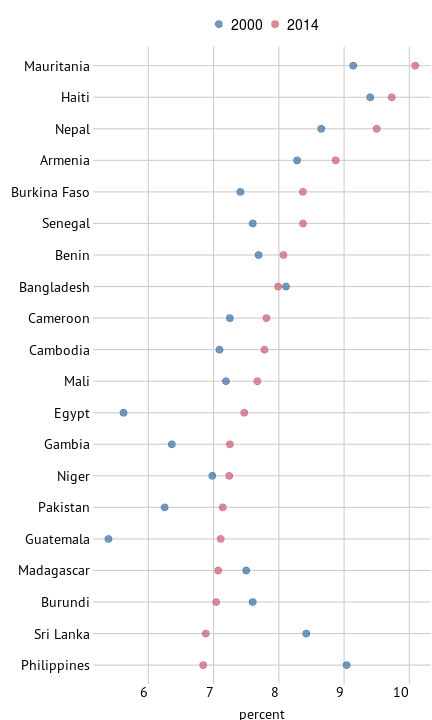 2000 2014
Mauritania
Haiti
Nepal
Armenia
Burkina Faso
Senegal
Benin
Bangladesh
Cameroon
Cambodia
Mali
Egypt
Gambia
Niger
Pakistan
Guatemala
Madagascar
Burundi
Sri Lanka
Philippines
6 7 8 9 10
percent